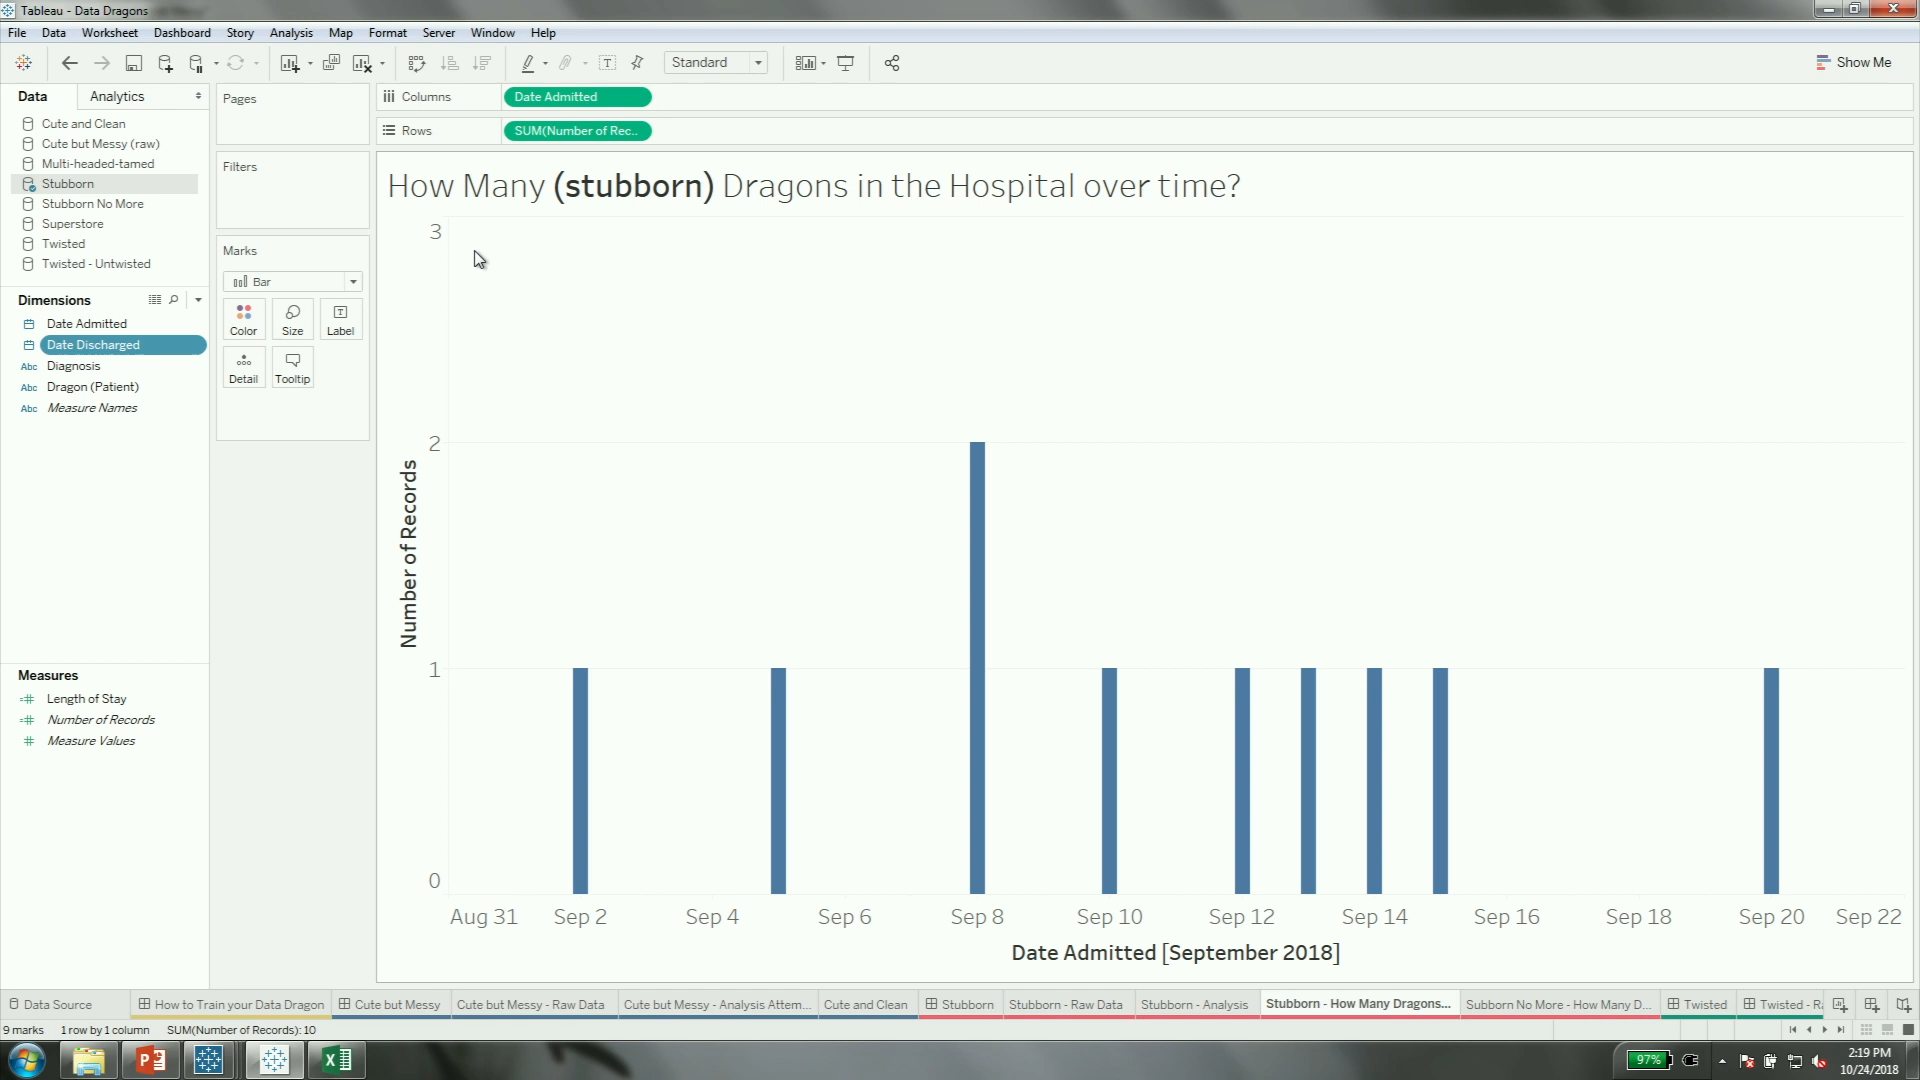 Tableau - Data Dragons
File Data Worksheet Dashboard Story Analysis Map Format Server Window Help
Standard
Show Me
Data Analytics
Cute and Clean
Cute but Messy (raw)
Multi-headed-tamed
Stubborn
Stubborn No More
Superstore
Twisted
Twisted - Untwisted
Dimensions
Date Admitted
Date Discharged
Abc Diagnosis
Abc Dragon (Patient)
Abc Measure Names
Measures
Length of Stay
Number of Records
Measure Values
Pages
Filters
Marks
Bar
Color Size Label
Detail Tooltip
Columns Date Admitted
Rows SUM(Number of Rec..
How Many (stubborn) Dragons in the Hospital over time?
3
2
1
0
Number of Records
Aug 31 Sep 2 Sep 4 Sep 6 Sep 8 Sep 10 Sep 12 Sep 14 Sep 16 Sep 18 Sep 20 Sep 22
Date Admitted [September 2018]
Data Source How to Train your Data Dragon Cute but Messy Cute but Messy - Raw Data Cute but Messy - Analysis Attem... Cute and Clean Stubborn Stubborn - Raw Data Stubborn - Analysis Stubborn - How Many Dragons... Subborn No More - How Many D... Twisted Twisted - Ra
9 marks 1 row by 1 column SUM(Number of Records): 10
97%
2:19 PM
10/24/2018